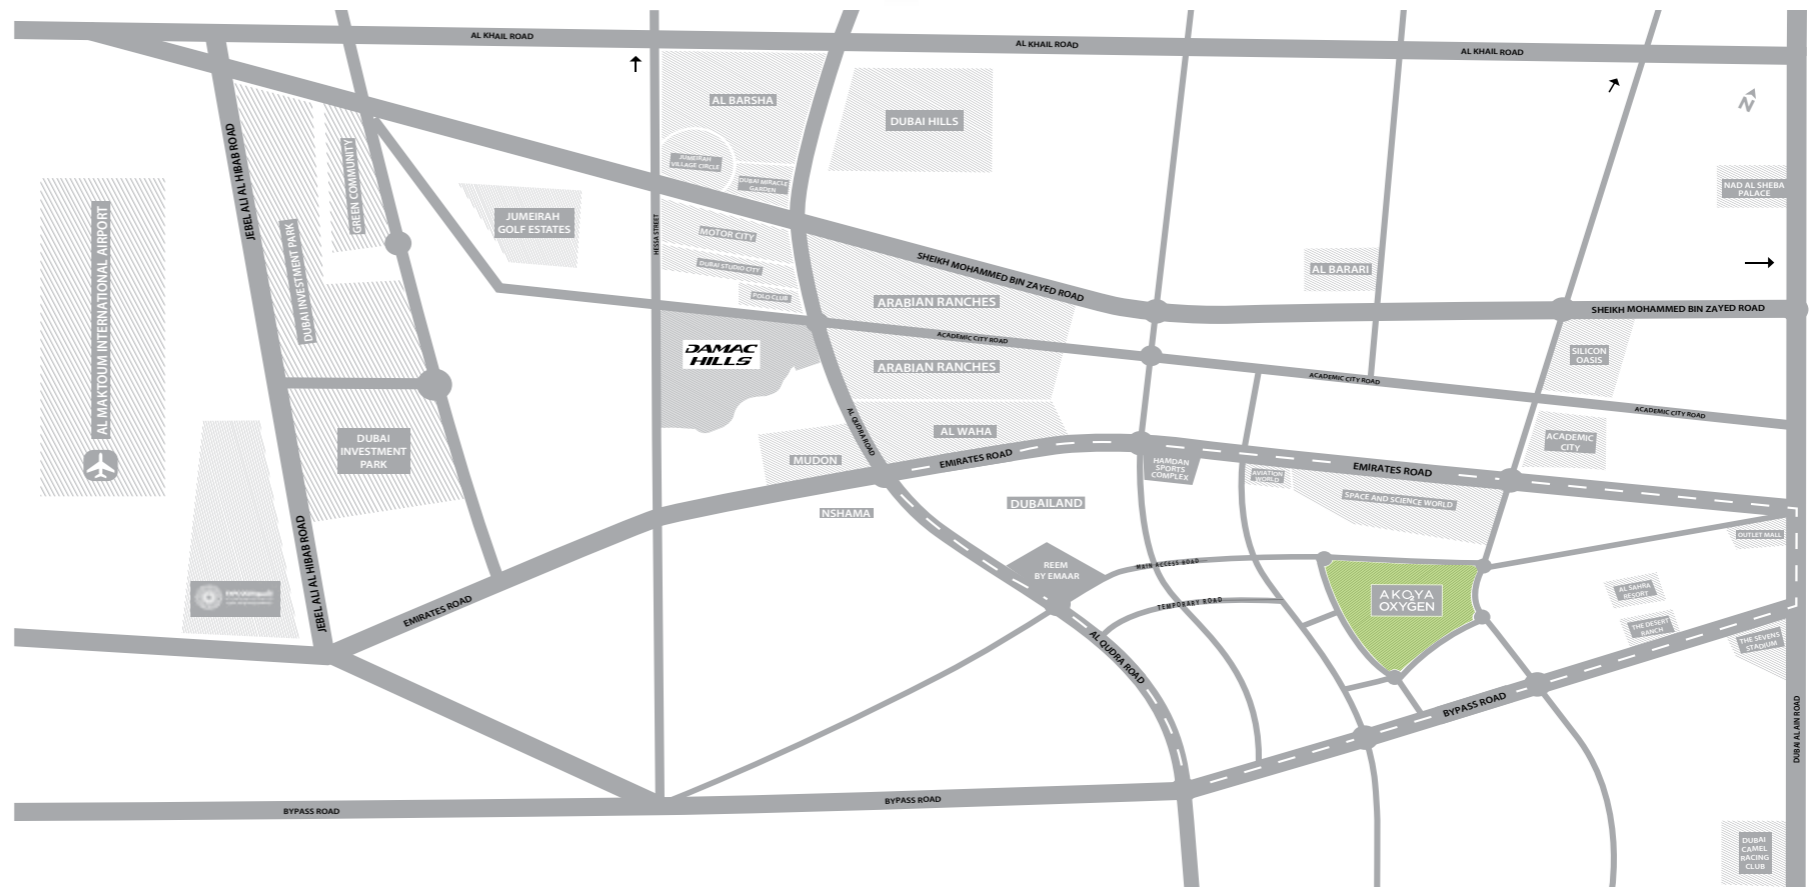 AL KHAIL ROAD
AL KHAIL ROAD
AL KHAIL ROAD
AL BARSHA
DUBAI HILLS
N
JEBEL ALI AL HIBAB ROAD
GREEN COMMUNITY
JUMEIRAH
VILLAGE CIRCLE
DUBAI MIRACLE
GARDEN
NAD AL SHEBA
PALACE
JUMEIRAH
GOLF ESTATES
HESSA STREET
MOTOR CITY
DUBAI STUDIO CITY
POLO CLUB
AL MAKTOUM INTERNATIONAL AIRPORT
DUBAI INVESTMENT PARK
SHEIKH MOHAMMED BIN ZAYED ROAD
AL BARARI
ARABIAN RANCHES
SHEIKH MOHAMMED BIN ZAYED ROAD
ACADEMIC CITY ROAD
DAMAC
HILLS
ARABIAN RANCHES
SILICON
OASIS
ACADEMIC CITY ROAD
ACADEMIC CITY ROAD
AL QUDRA ROAD
AL WAHA
ACADEMIC
CITY
DUBAI
INVESTMENT
PARK
MUDON
EMIRATES ROAD
HAMDAN
SPORTS
COMPLEX
AVIATION
WORLD
EMIRATES ROAD
SPACE AND SCIENCE WORLD
NSHAMA
DUBAILAND
OUTLET MALL
JEBEL ALI AL HIBAB ROAD
REEM
BY EMAAR
MAIN ACCESS ROAD
TEMPORARY ROAD
AKOYA
OXYGEN
AL SAHRA
RESORT
THE DESERT
RANCH
THE SEVENS
STADIUM
EMIRATES ROAD
AL QUDRA ROAD
BYPASS ROAD
DUBAI AL AIN ROAD
BYPASS ROAD
BYPASS ROAD
DUBAI
CAMEL
RACING
CLUB